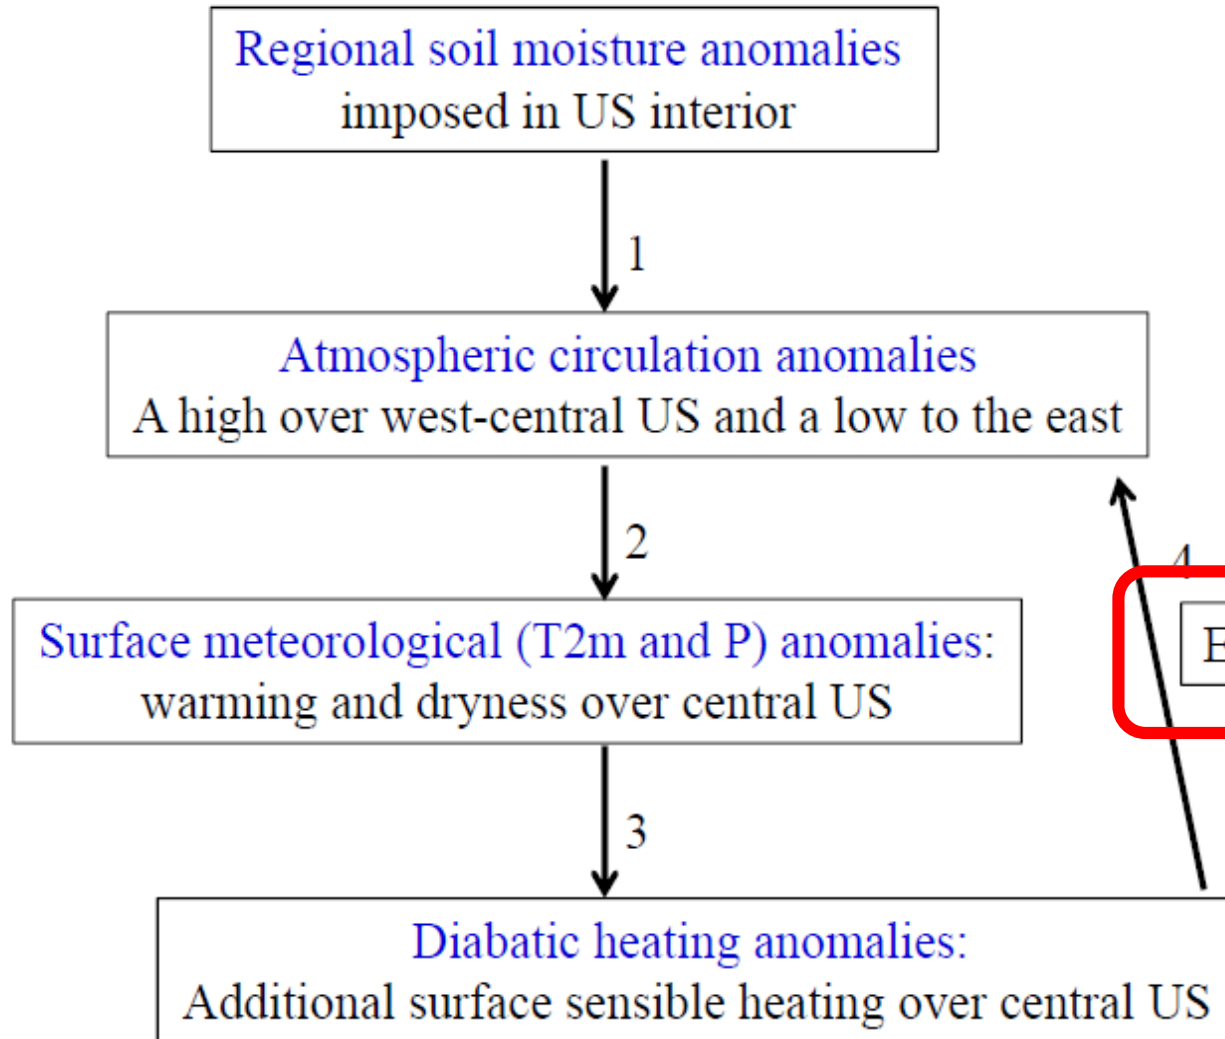 Regional soil moisture anomalies
imposed in US interior
1
Atmospheric circulation anomalies
A high over west-central US and a low to the east
2
4
Surface meteorological (T2m and P) anomalies:
warming and dryness over central US
3
Diabatic heating anomalies:
Additional surface sensible heating over central US